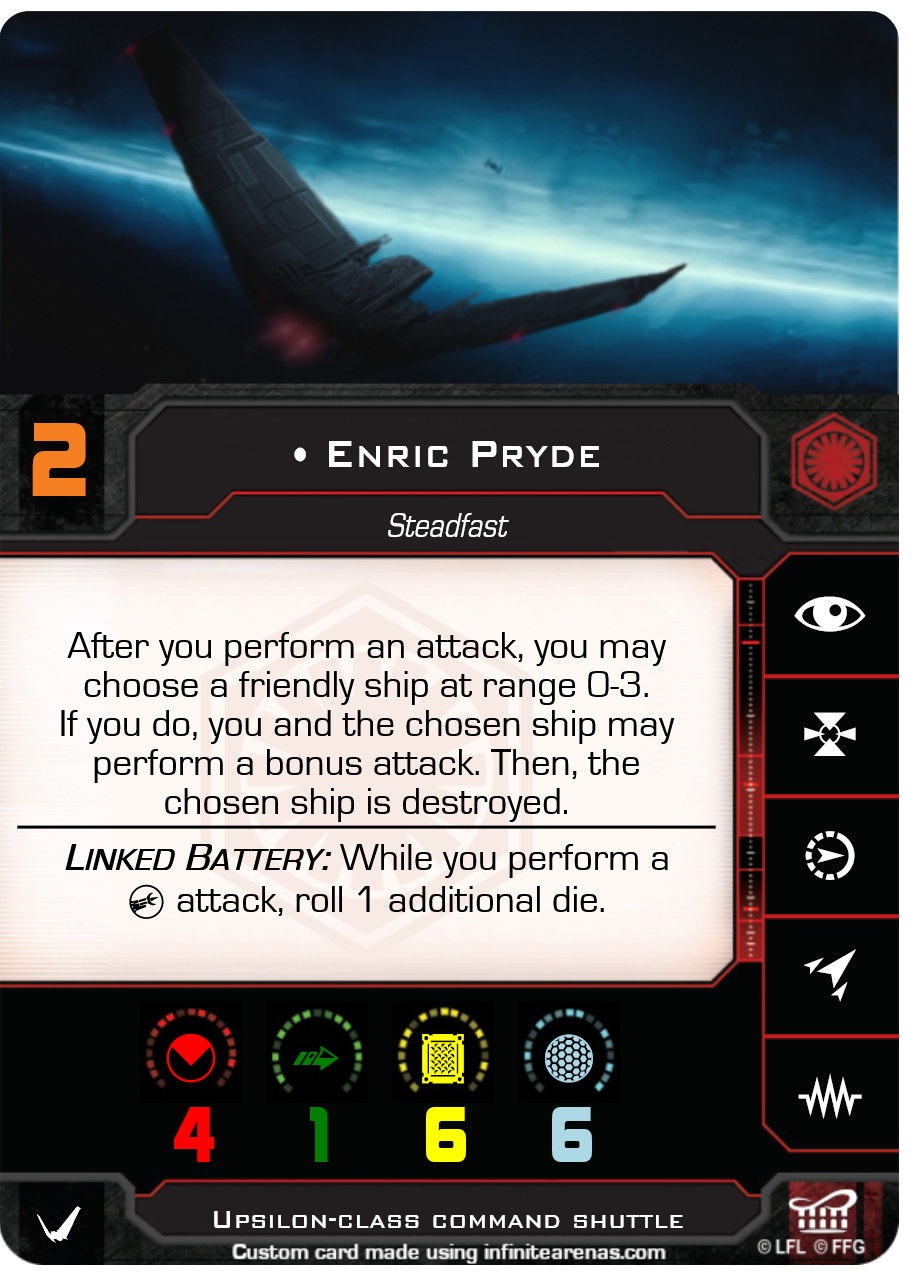 2
• Enric Pryde
Steadfast
After you perform an attack, you may
choose a friendly ship at range 0-3.
If you do, you and the chosen ship may
perform a bonus attack. Then, the
chosen ship is destroyed.
Linked Battery: While you perform a
attack, roll 1 additional die.
4 1 6 6
Upsilon-class command shuttle
Custom card made using infinitearenas.com
© LFL © FFG